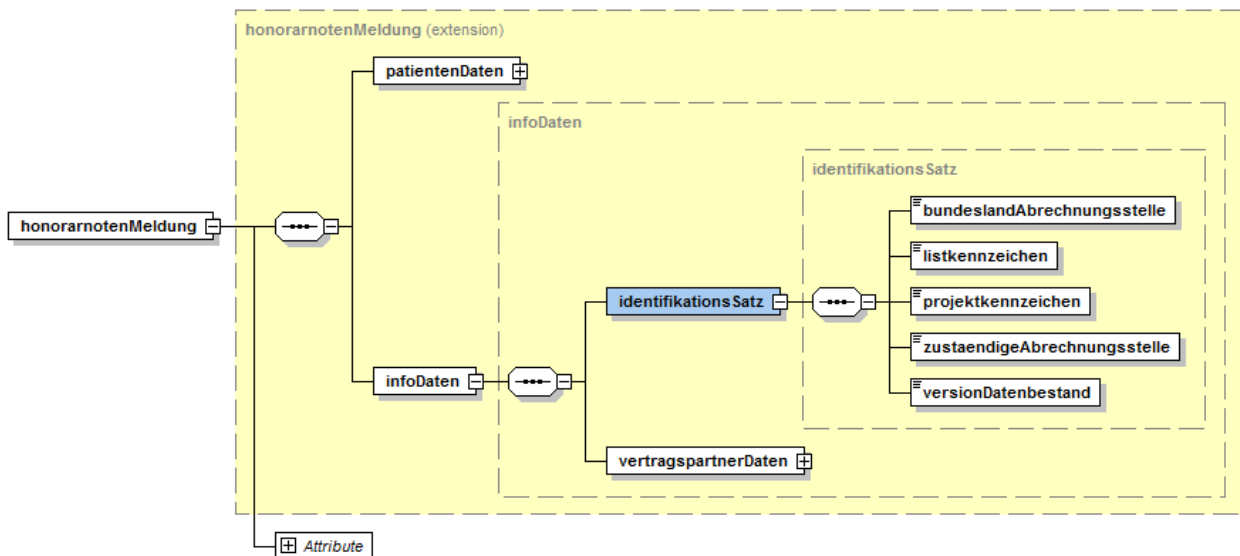 honorarnotenMeldung (extension)
patientenDaten
infoDaten
identifikationsSatz
bundeslandAbrechnungsstelle
listkennzeichen
honorarnotenMeldung
identifikationsSatz
projektkennzeichen
zustaendigeAbrechnungsstelle
infoDaten
versionDatenbestand
vertragspartnerDaten
Attribute